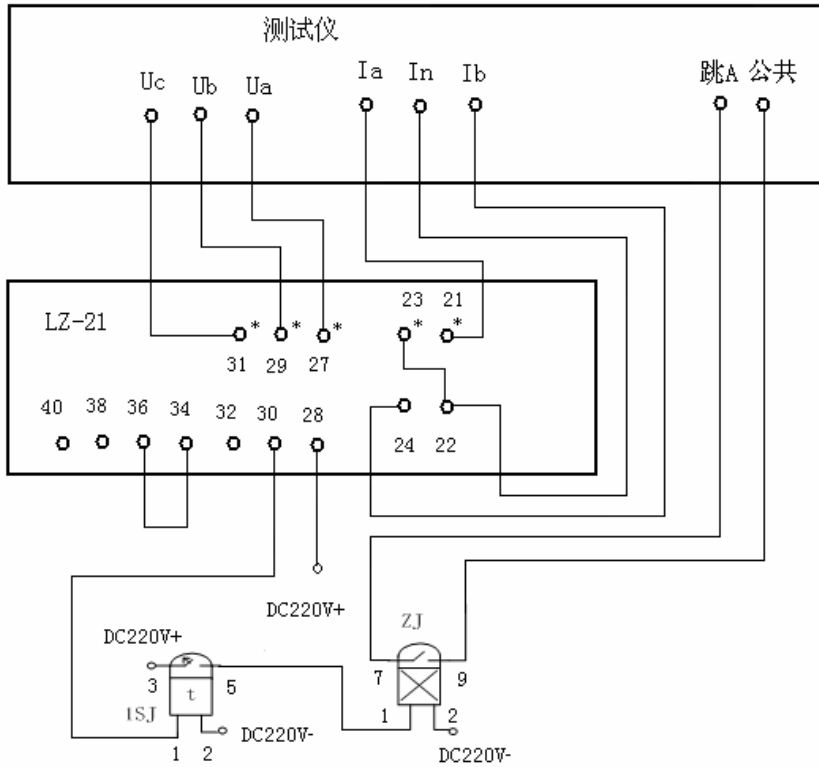 测试仪
Uc Ub Ua Ia In Ib 跳A 公共
23 21
LZ-21 * * * * *
31 29 27
40 38 36 34 32 30 28
24 22
DC220V+
ZJ
DC220V+
3 5 7 9
t
1SJ 1 2
DC220V-
1 2
DC220V-